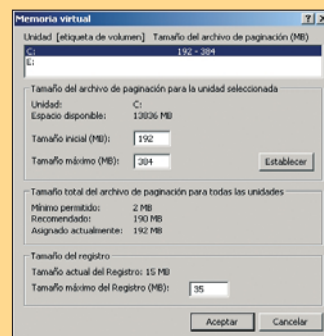 Memoria virtual
Unidad [etiqueta de volumen] Tamaño del archivo de paginación (MB)
C: 192 - 384
E:
Tamaño del archivo de paginación para la unidad seleccionada
Unidad: C:
Espacio disponible: 13836 MB
Tamaño inicial (MB): 192
Tamaño máximo (MB): 384 Establecer
Tamaño total del archivo de paginación para todas las unidades
Mínimo permitido: 2 MB
Recomendado: 190 MB
Asignado actualmente: 192 MB
Tamaño del registro
Tamaño actual del Registro: 15 MB
Tamaño máximo del Registro (MB): 35
Aceptar Cancelar